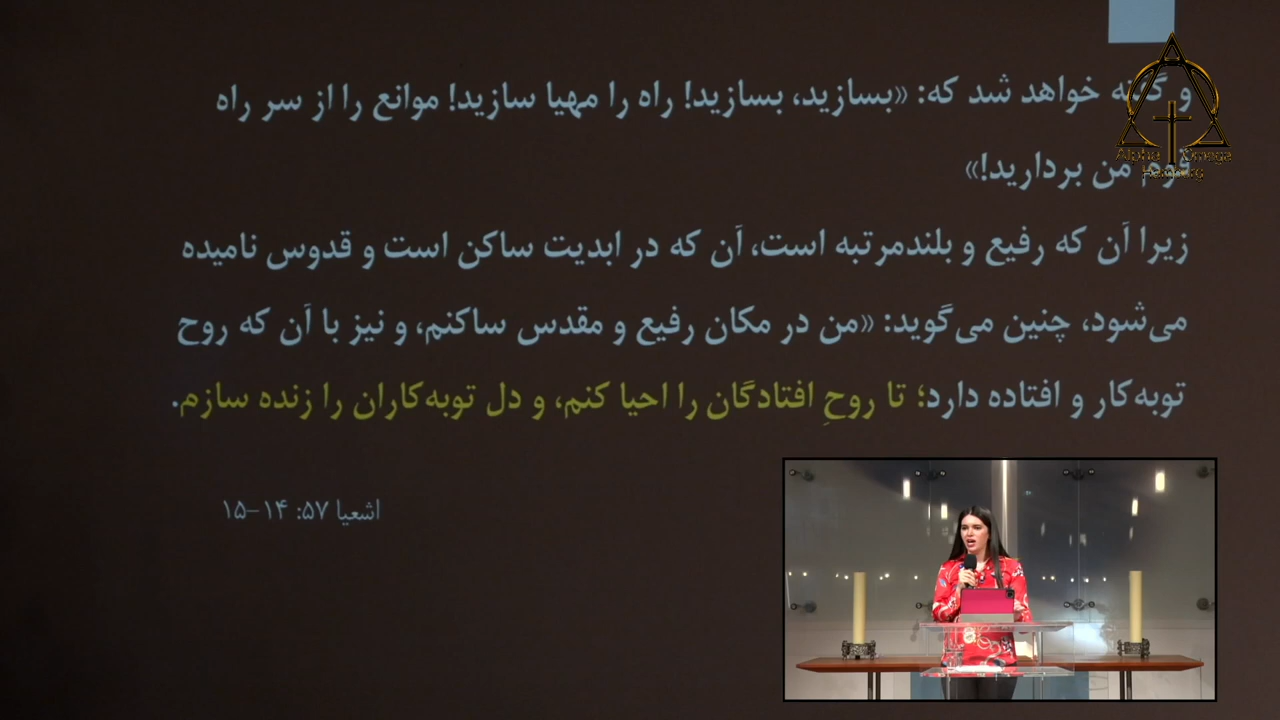 و گفته خواهد شد که: «بسازید، بسازید! راه را مهیا سازید! موانع را از سر راه
قوم من بردارید!»
زیرا آن که رفیع و بلندمرتبه است، آن که در ابدیت ساکن است و قدوس نامیده
می‌شود، چنین می‌گوید: «من در مکان رفیع و مقدس ساکنم، و نیز با آن که روح
توبه‌کار و افتاده دارد؛ تا روحِ افتادگان را احیا کنم، و دل توبه‌کاران را زنده سازم.
اشعیا ۵۷: ۱۴–۱۵
Alpha Omega
Hamburg